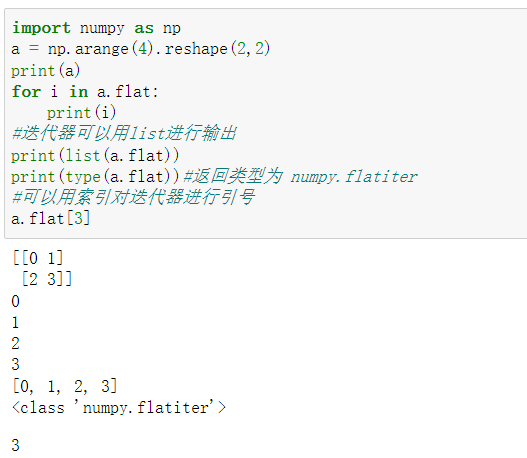 import numpy as np
a = np.arange(4).reshape(2,2)
print(a)
for i in a.flat:
    print(i)
#迭代器可以用list进行输出
print(list(a.flat))
print(type(a.flat))#返回类型为 numpy.flatiter
#可以用索引对迭代器进行引号
a.flat[3]
[[0 1]
 [2 3]]
0
1
2
3
[0, 1, 2, 3]
<class 'numpy.flatiter'>
3